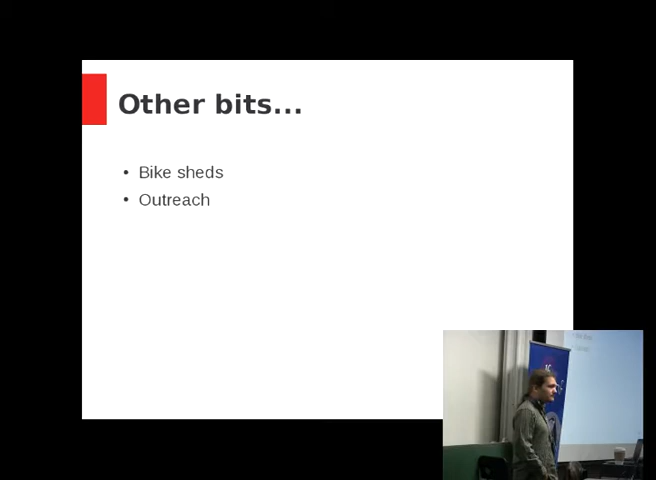 Other bits...
• Bike sheds
• Outreach